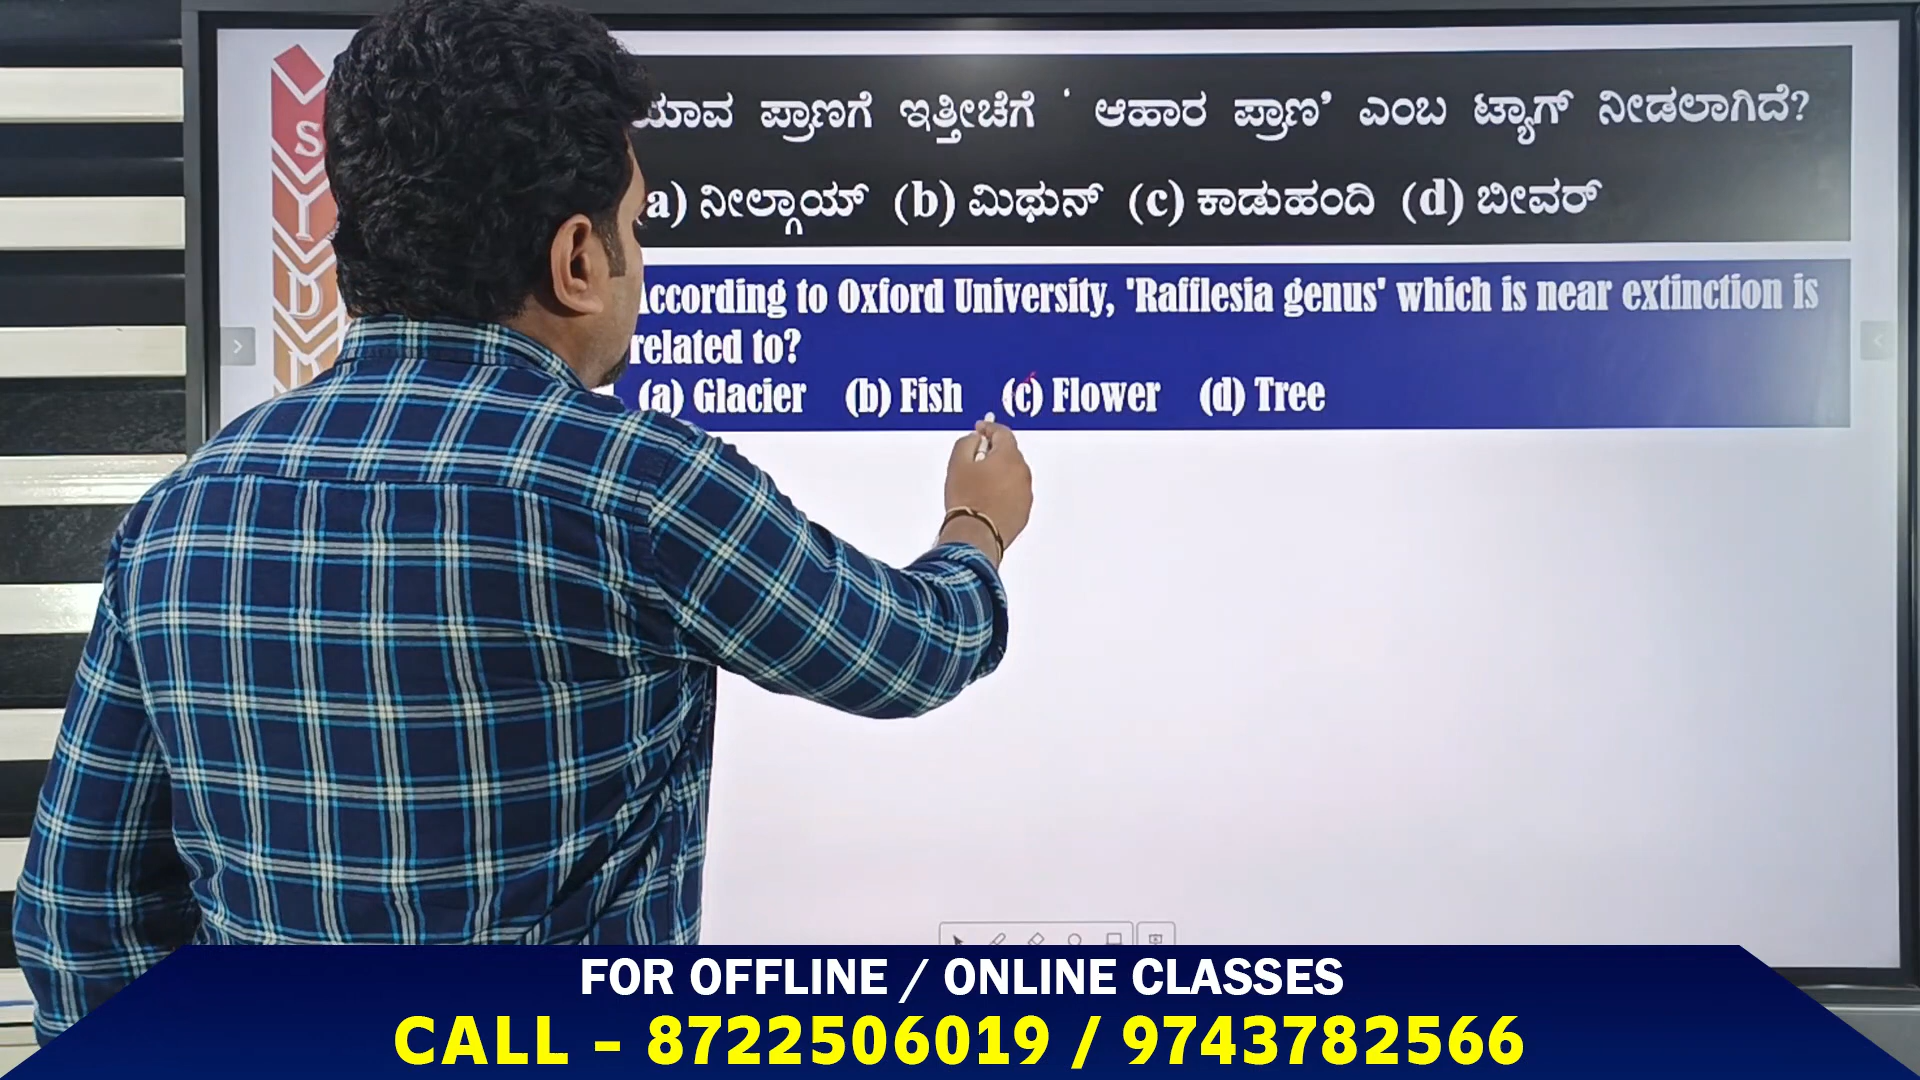 ಯಾವ ಪ್ರಾಣಿಗೆ ಇತ್ತೀಚೆಗೆ ‘ ಆಹಾರ ಪ್ರಾಣಿ’ ಎಂಬ ಟ್ಯಾಗ್ ನೀಡಲಾಗಿದೆ?
(a) ನೀಲ್ಗಾಯ್ (b) ಮಿಥುನ್ (c) ಕಾಡುಹಂದಿ (d) ಬೀವರ್
According to Oxford University, 'Rafflesia genus' which is near extinction is
related to?
(a) Glacier (b) Fish (c) Flower (d) Tree
S
I
D
FOR OFFLINE / ONLINE CLASSES
CALL – 8722506019 / 9743782566